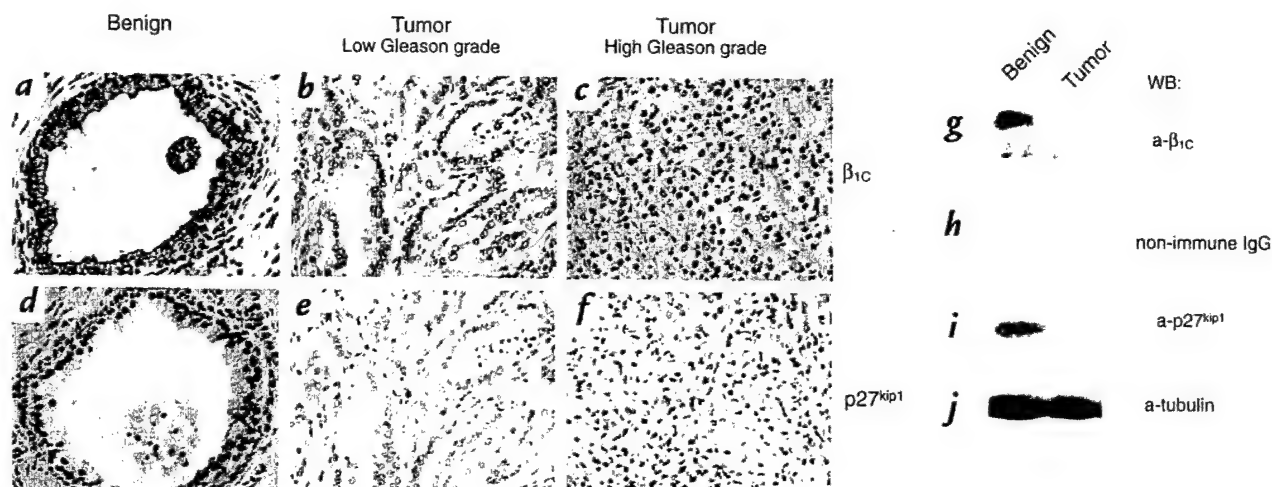 Benign
Tumor
Low Gleason grade
Tumor
High Gleason grade
a
b
c
β1C
d
e
f
p27kip1
Benign
Tumor
WB:
g
a-β1C
h
non-immune IgG
i
a-p27kip1
j
a-tubulin